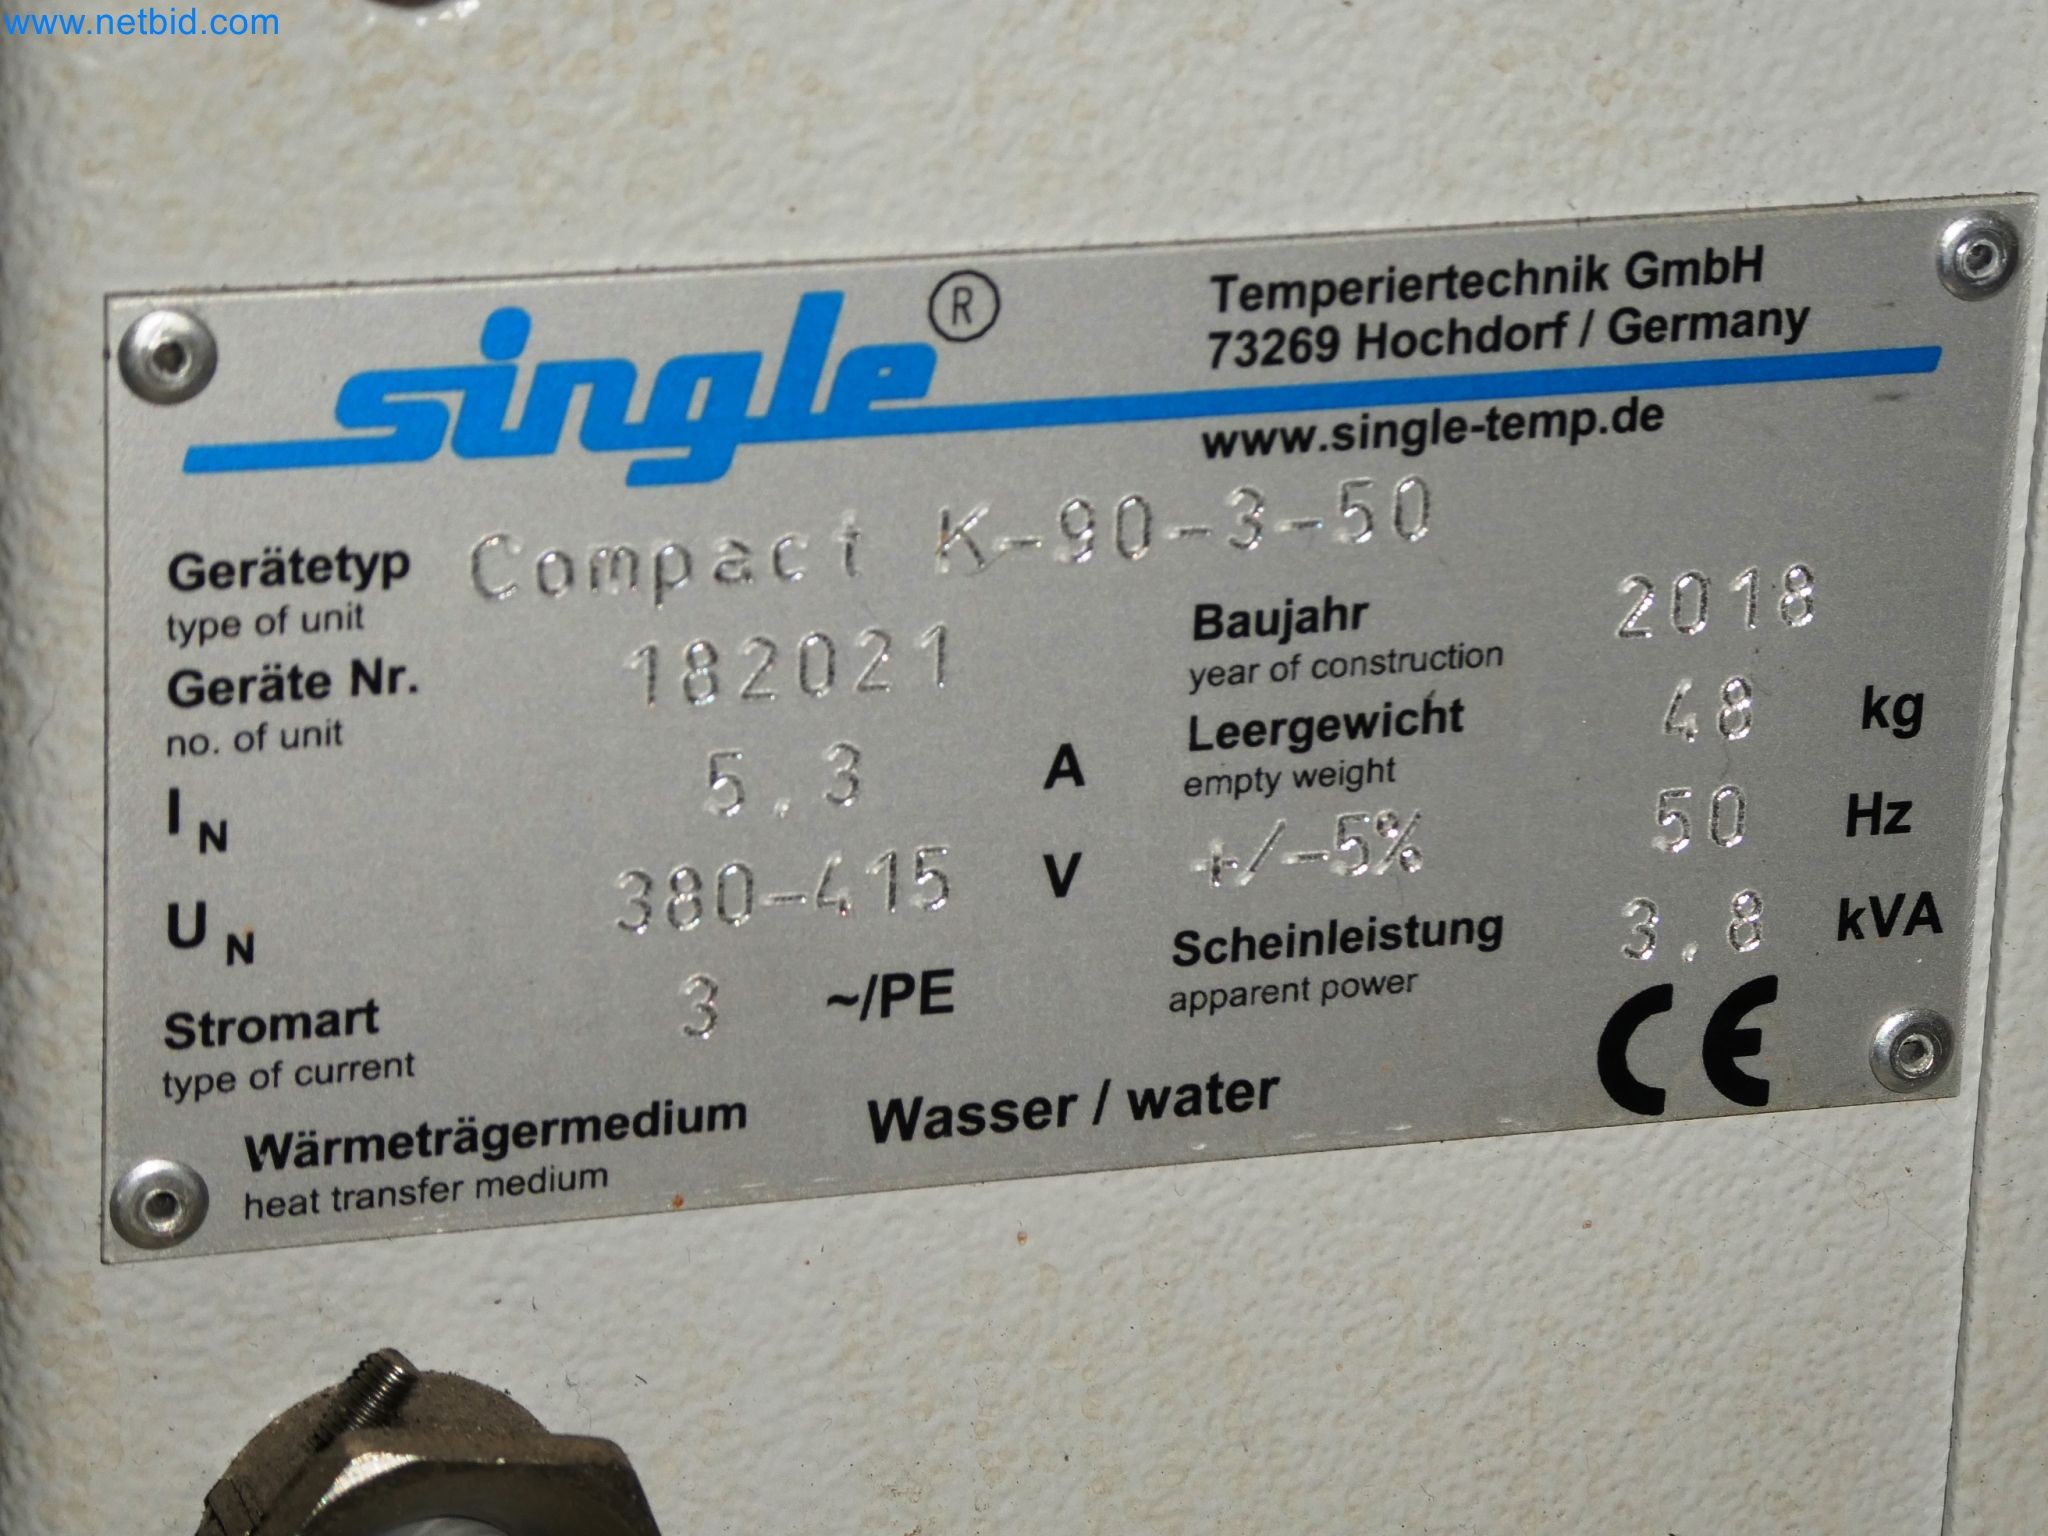 www.netbid.com
single®
Temperiertechnik GmbH
73269 Hochdorf / Germany
www.single-temp.de
Gerätetyp Compact K-90-3-50
type of unit
Geräte Nr. 182021
no. of unit
Baujahr 2018
year of construction
IN 5.3 A
Leergewicht 48 kg
empty weight
UN 380-415 V +/-5% 50 Hz
Stromart 3 ~/PE
type of current
Scheinleistung 3.8 kVA
apparent power
Wärmeträgermedium Wasser / water
heat transfer medium
CE